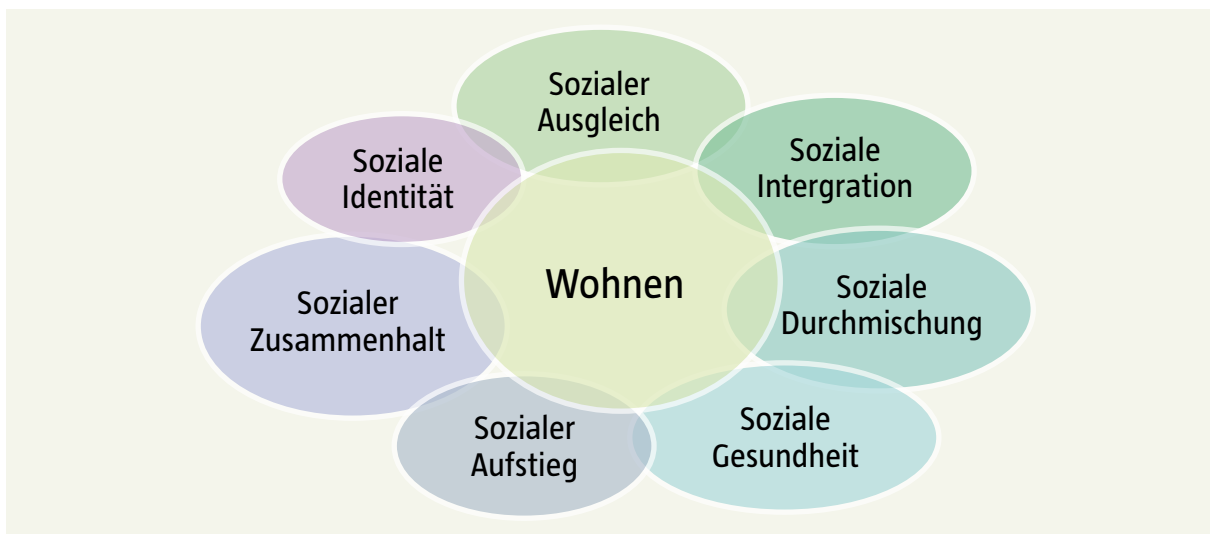 Sozialer
Ausgleich
Soziale
Intergration
Soziale
Durchmischung
Soziale
Gesundheit
Sozialer
Aufstieg
Sozialer
Zusammenhalt
Soziale
Identität
Wohnen